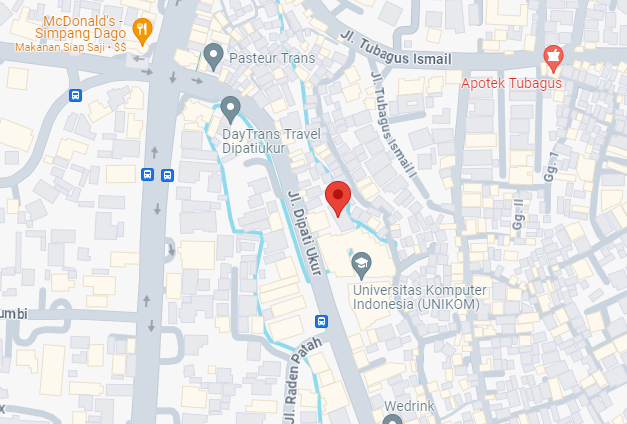 McDonald's -
Simpang Dago
Makanan Siap Saji • $$
Pasteur Trans
Jl. Tubagus Ismail
Apotek Tubagus
Jl. Tubagus Ismail I
DayTrans Travel
Dipatiukur
Gg. 1
Gg. II
Jl. Dipati Ukur
Universitas Komputer
Indonesia (UNIKOM)
umbi
Jl. Raden Patah
Wedrink
x